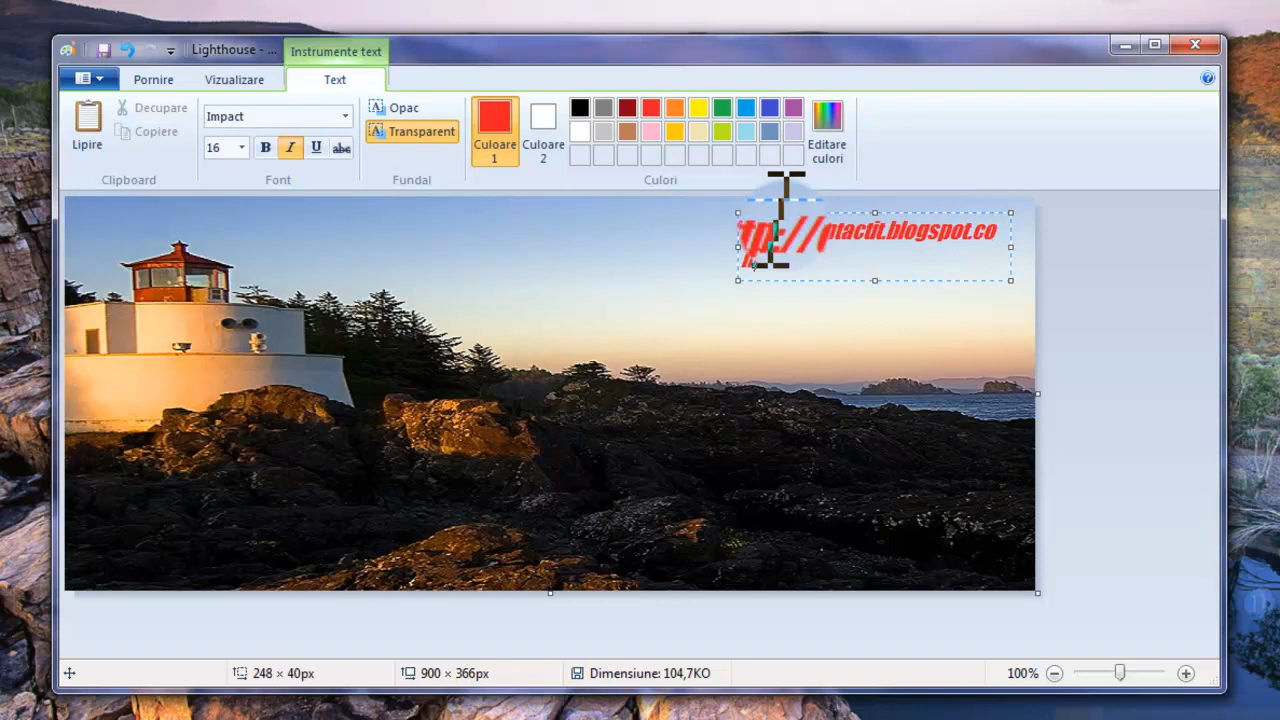 Lighthouse - ...
Instrumente text
Pornire
Vizualizare
Text
Lipire
Decupare
Copiere
Clipboard
Impact
16
B I U abc
Font
Opac
Transparent
Fundal
Culoare 1
Culoare 2
Editare culori
Culori
ntactit.blogspot.co
248 × 40px
900 × 366px
Dimensiune: 104,7KO
100%